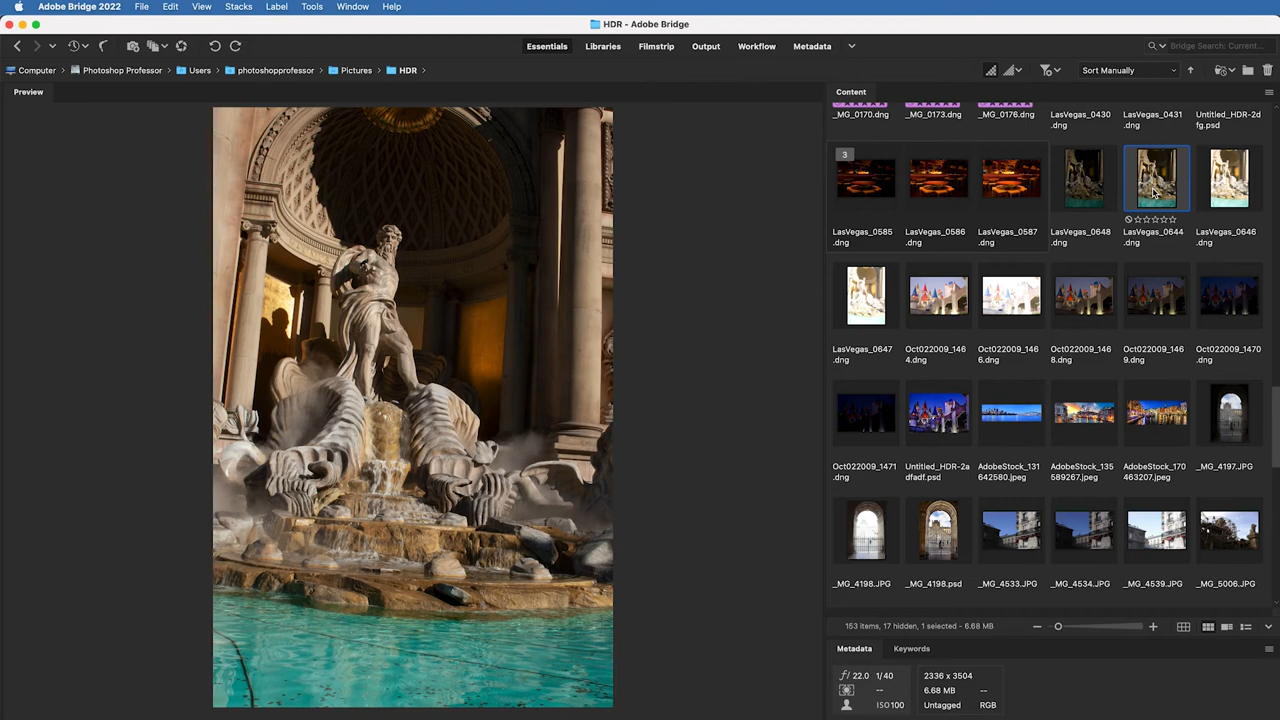 Adobe Bridge 2022 File Edit View Stacks Label Tools Window Help
HDR - Adobe Bridge
Essentials Libraries Filmstrip Output Workflow Metadata Bridge Search: Current...
Computer Photoshop Professor Users photoshopprofessor Pictures HDR Sort Manually
Preview Content
_MG_0170.dng _MG_0173.dng _MG_0176.dng LasVegas_0430 LasVegas_0431 Untitled_HDR-2d
.dng .dng fg.psd
3
LasVegas_0585 LasVegas_0586 LasVegas_0587 LasVegas_0648 LasVegas_0644 LasVegas_0646
.dng .dng .dng .dng .dng .dng
LasVegas_0647 Oct022009_146 Oct022009_146 Oct022009_146 Oct022009_146 Oct022009_1470
.dng 4.dng 6.dng 8.dng 9.dng .dng
Oct022009_1471 Untitled_HDR-2a AdobeStock_131 AdobeStock_135 AdobeStock_170 _MG_4197.JPG
.dng dfadf.psd 642580.jpeg 589267.jpeg 463207.jpeg
_MG_4198.JPG _MG_4198.psd _MG_4533.JPG _MG_4534.JPG _MG_4539.JPG _MG_5006.JPG
153 items, 17 hidden, 1 selected - 6.68 MB
Metadata Keywords
f/ 22.0 1/40 2336 x 3504
-- 6.68 MB --
ISO100 Untagged RGB